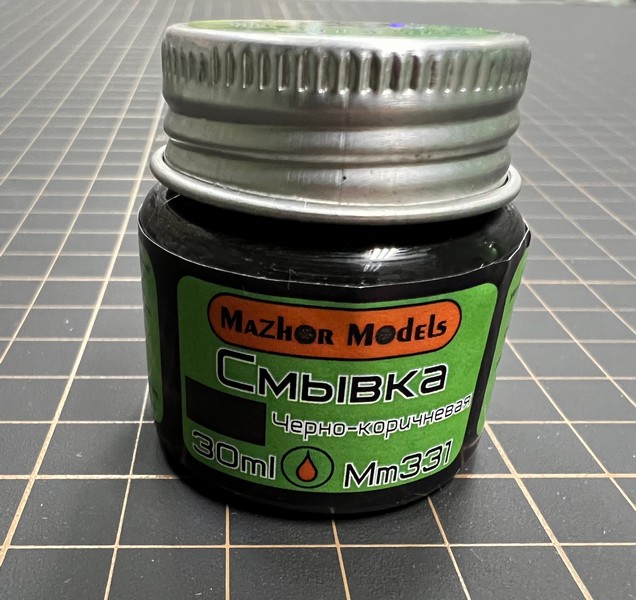 MaZhor Models
Смывка
Черно-коричневая
30ml Mm331